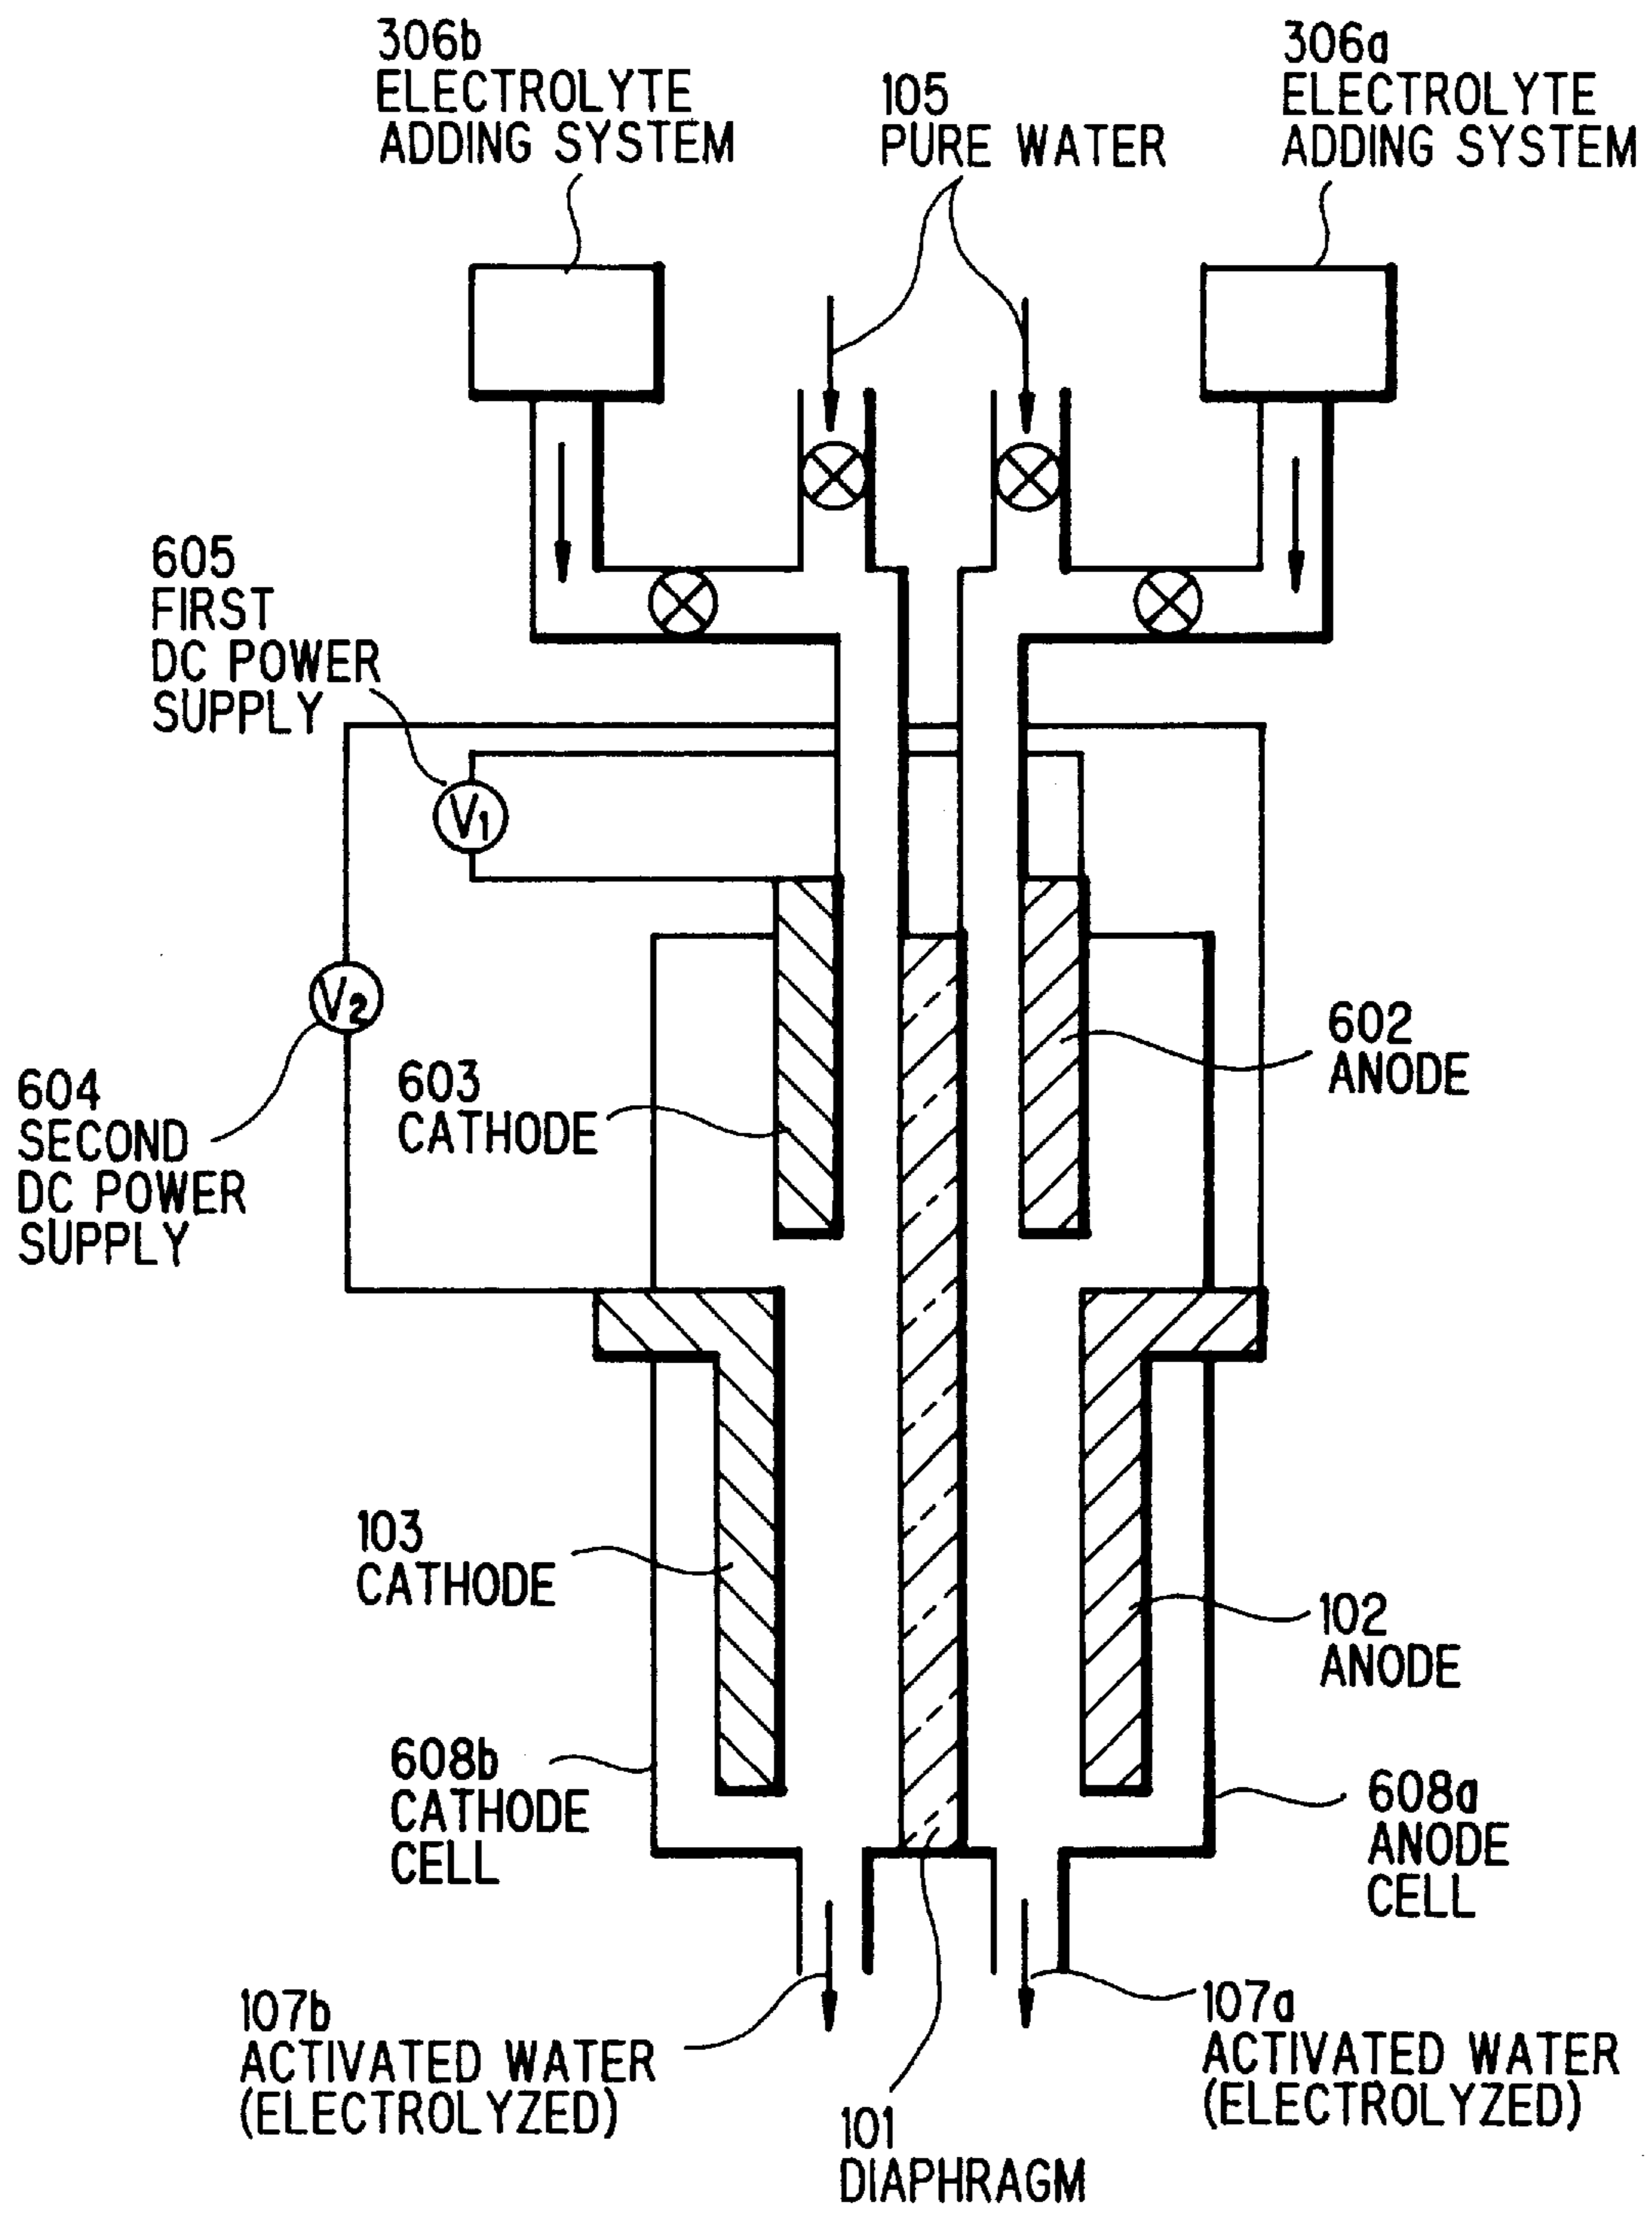 306b
ELECTROLYTE
ADDING SYSTEM
105
PURE WATER
306a
ELECTROLYTE
ADDING SYSTEM
605
FIRST
DC POWER
SUPPLY
V1
V2
604
SECOND
DC POWER
SUPPLY
603
CATHODE
602
ANODE
103
CATHODE
102
ANODE
608b
CATHODE
CELL
608a
ANODE
CELL
107b
ACTIVATED WATER
(ELECTROLYZED)
107a
ACTIVATED WATER
(ELECTROLYZED)
101
DIAPHRAGM